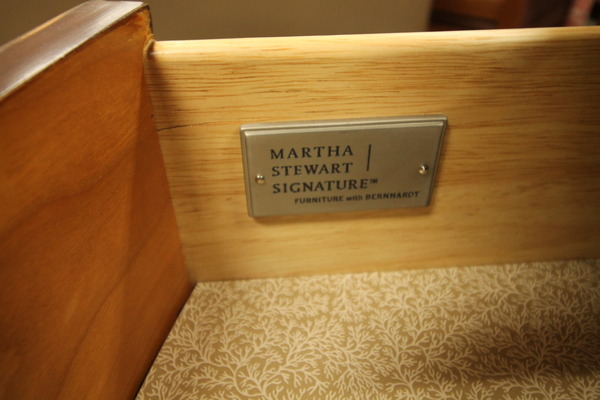 MARTHA
STEWART
SIGNATURE™
FURNITURE with BERNHARDT